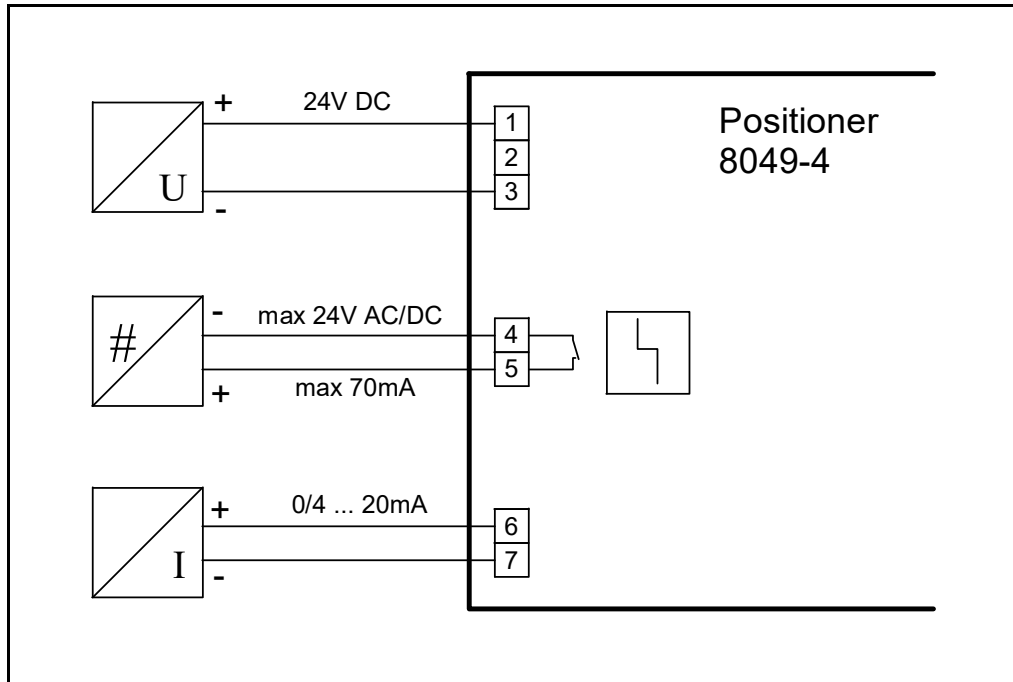 + 24V DC
U
-
1
2
3
Positioner
8049-4
- max 24V AC/DC
#
+ max 70mA
4
5
+ 0/4 ... 20mA
I
-
6
7